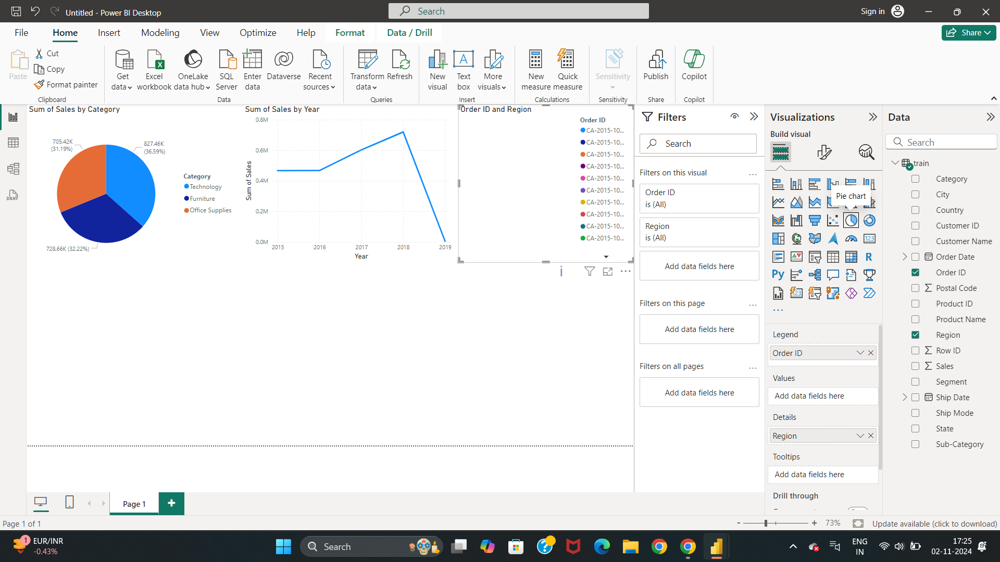 Untitled - Power BI Desktop
Search
Sign in
File
Home
Insert
Modeling
View
Optimize
Help
Format
Data / Drill
Share
Paste
Cut
Copy
Format painter
Clipboard
Get data
Excel workbook
OneLake data hub
SQL Server
Enter data
Dataverse
Recent sources
Data
Transform data
Refresh
Queries
New visual
Text box
More visuals
Insert
New measure
Quick measure
Calculations
Sensitivity
Sensitivity
Publish
Share
Copilot
Copilot
Sum of Sales by Category
705.42K
(31.19%)
827.46K
(36.59%)
728.66K (32.22%)
Category
Technology
Furniture
Office Supplies
Sum of Sales by Year
0.8M
0.6M
0.4M
0.2M
0.0M
Sum of Sales
2015
2016
2017
2018
2019
Year
Order ID and Region
Order ID
CA-2015-10...
CA-2015-10...
CA-2015-10...
CA-2015-10...
CA-2015-10...
CA-2015-10...
CA-2015-10...
CA-2015-10...
CA-2015-10...
CA-2015-10...
Filters
Search
Filters on this visual
...
Order ID
is (All)
Region
is (All)
Add data fields here
Filters on this page
...
Add data fields here
Filters on all pages
...
Add data fields here
Visualizations
Build visual
Pie chart
123
R
Py
123
...
Legend
Order ID
Values
Add data fields here
Details
Region
Tooltips
Add data fields here
Drill through
Data
Search
train
Category
City
Country
Customer ID
Customer Name
Order Date
Order ID
Postal Code
Product ID
Product Name
Region
Row ID
Sales
Segment
Ship Date
Ship Mode
State
Sub-Category
DAX
Page 1
+
Page 1 of 1
-
+
73%
Update available (click to download)
1
EUR/INR
-0.43%
Search
ENG
IN
17:25
02-11-2024